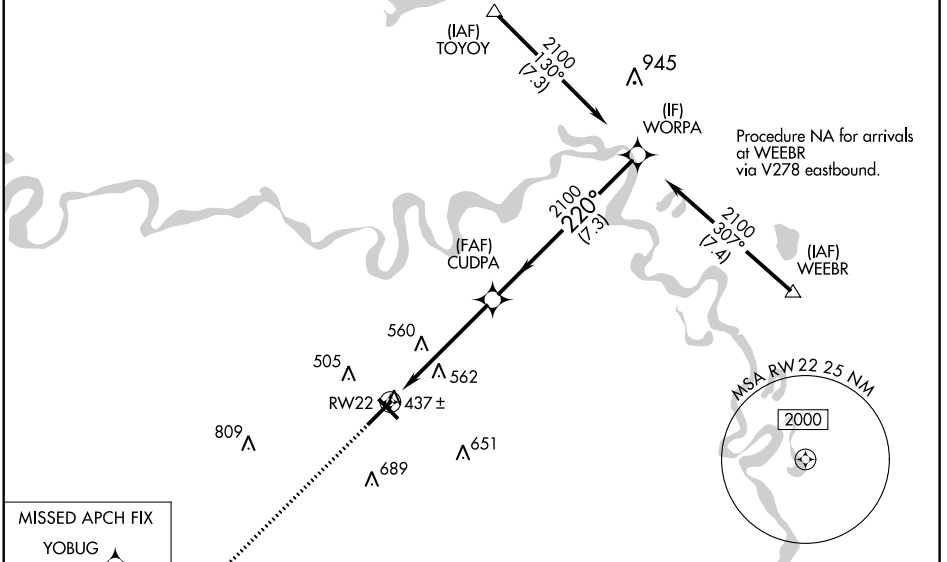 (IAF)
TOYOY
2100
130°
(7.3)
945
(IF)
WORPA
Procedure NA for arrivals
at WEEBR
via V278 eastbound.
2100
220°
(7.3)
2100
307°
(7.4)
(IAF)
WEEBR
(FAF)
CUDPA
560
505
562
RW22
437 ±
809
651
689
MSA RW22 25 NM
2000
MISSED APCH FIX
YOBUG